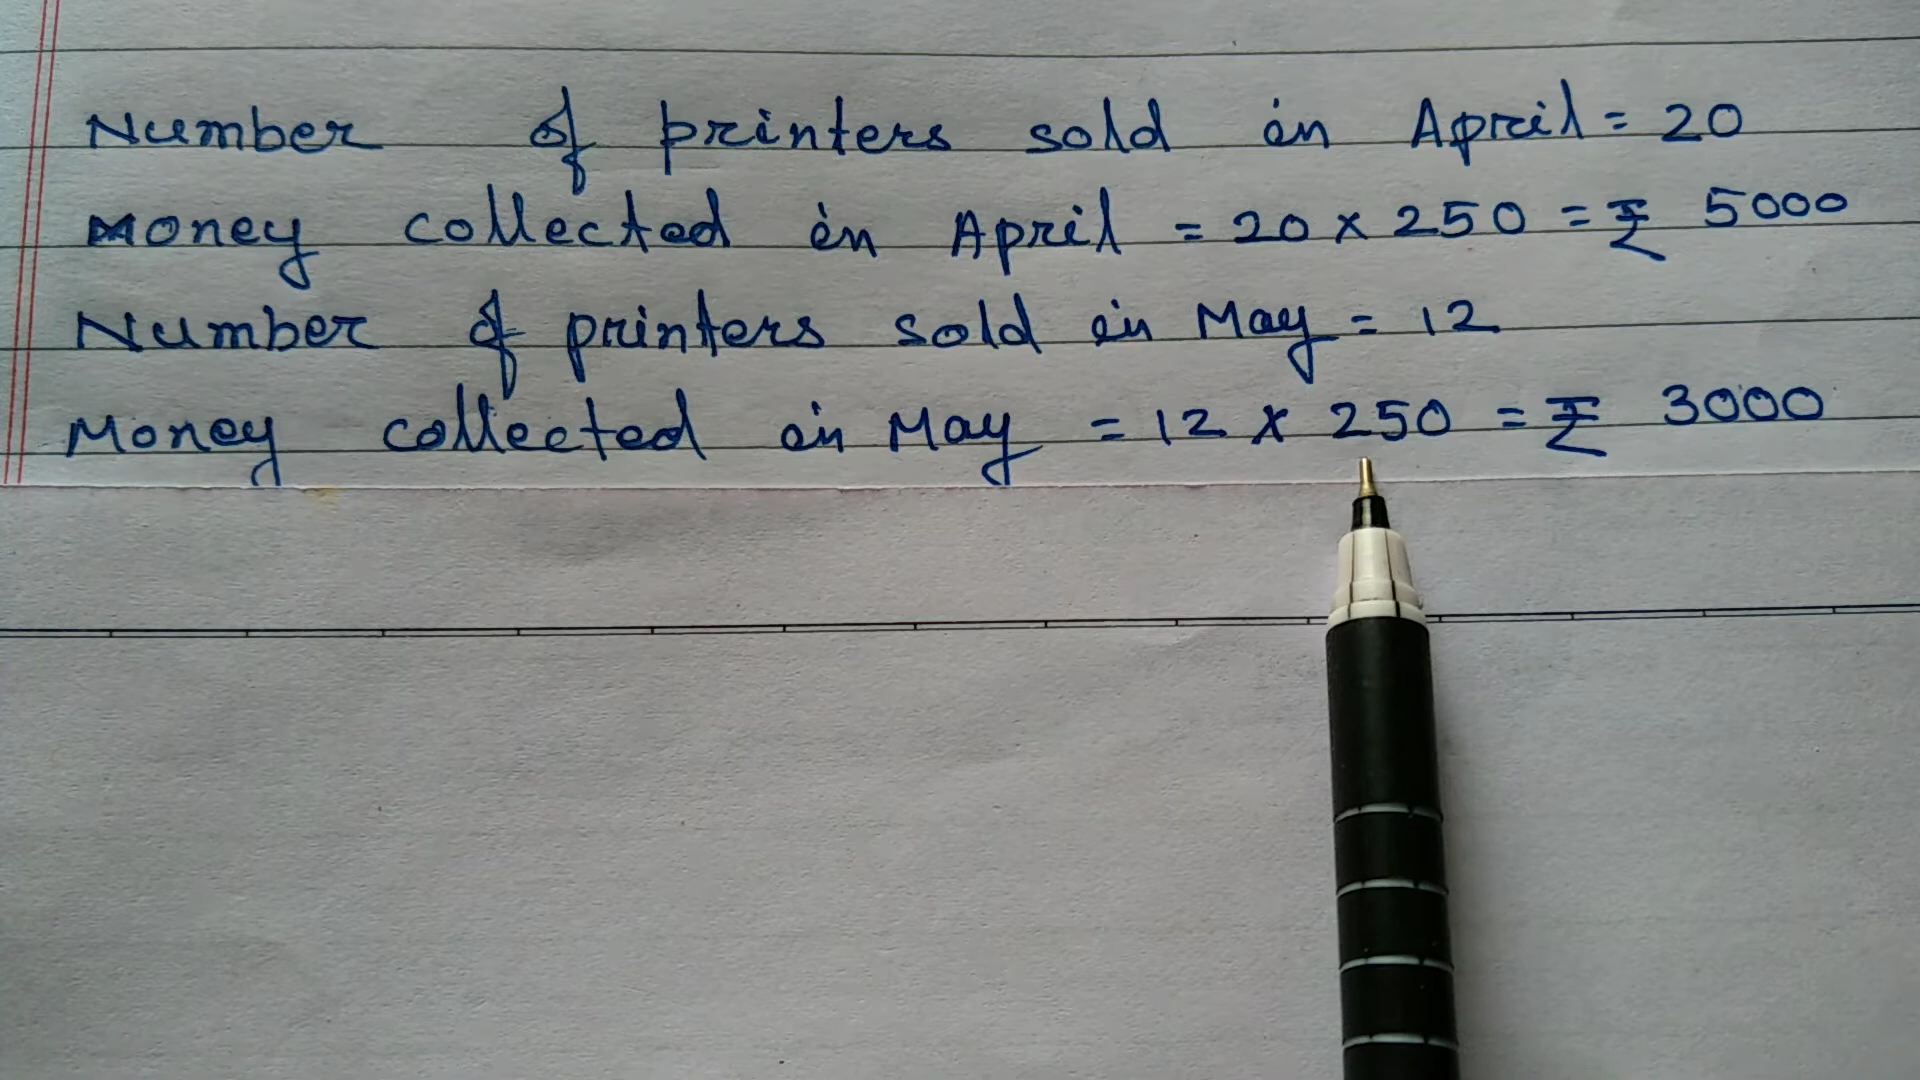 Number of printers sold in April = 20
Money collected in April = 20 x 250 = ₹ 5000
Number of printers sold in May = 12
Money collected in May = 12 x 250 = ₹ 3000